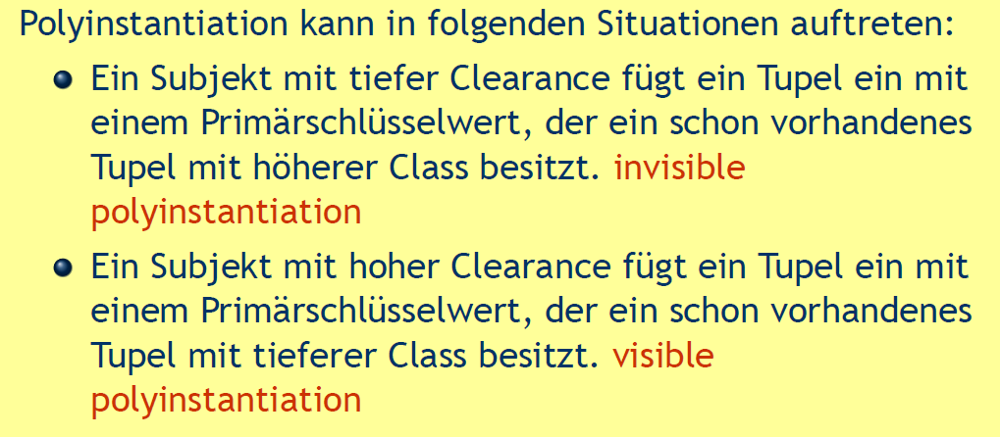 Polyinstantiation kann in folgenden Situationen auftreten:
Ein Subjekt mit tiefer Clearance fügt ein Tupel ein mit
einem Primärschlüsselwert, der ein schon vorhandenes
Tupel mit höherer Class besitzt. invisible
polyinstantiation
Ein Subjekt mit hoher Clearance fügt ein Tupel ein mit
einem Primärschlüsselwert, der ein schon vorhandenes
Tupel mit tieferer Class besitzt. visible
polyinstantiation